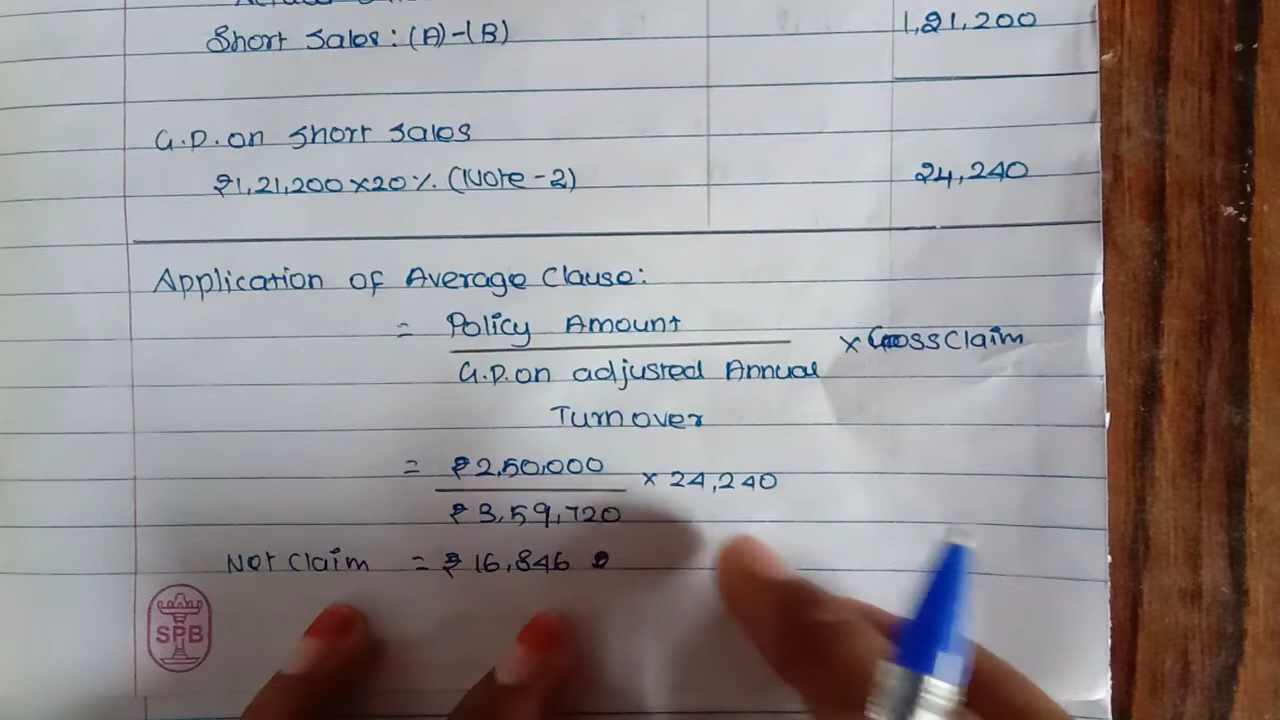 Short Sales: (A)-(B) 1,21,200
G.P. on Short Sales
₹1,21,200 x 20%. (Note-2) 24,240
Application of Average Clause:
= Policy Amount x Gross Claim
G.P. on adjusted Annual
Turnover
= ₹2,50,000 x 24,240
₹3,59,720
Net Claim = ₹16,846
SPB